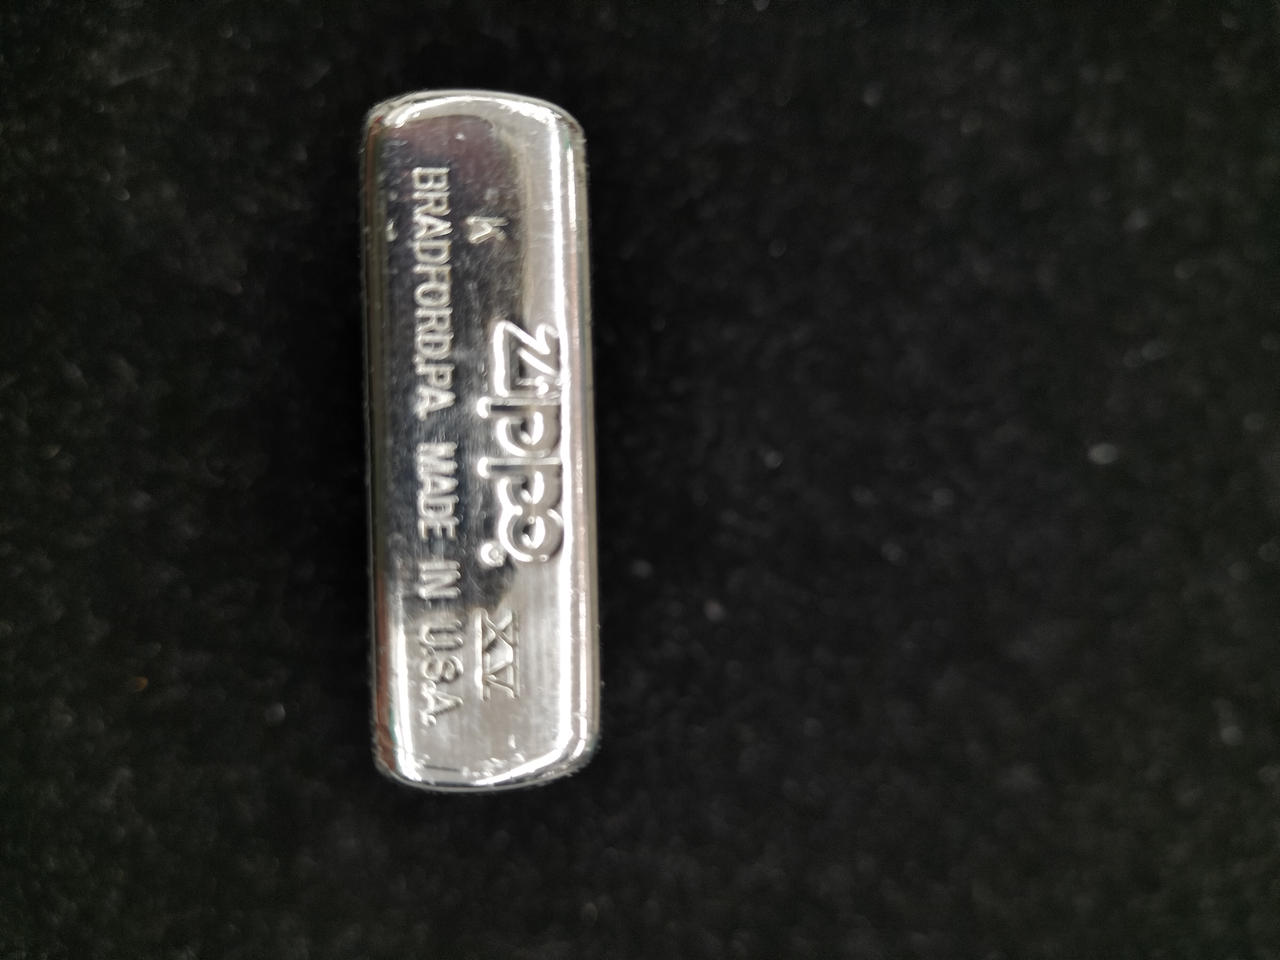 Zippo® XV
BRADFORD,PA. MADE IN U.S.A.